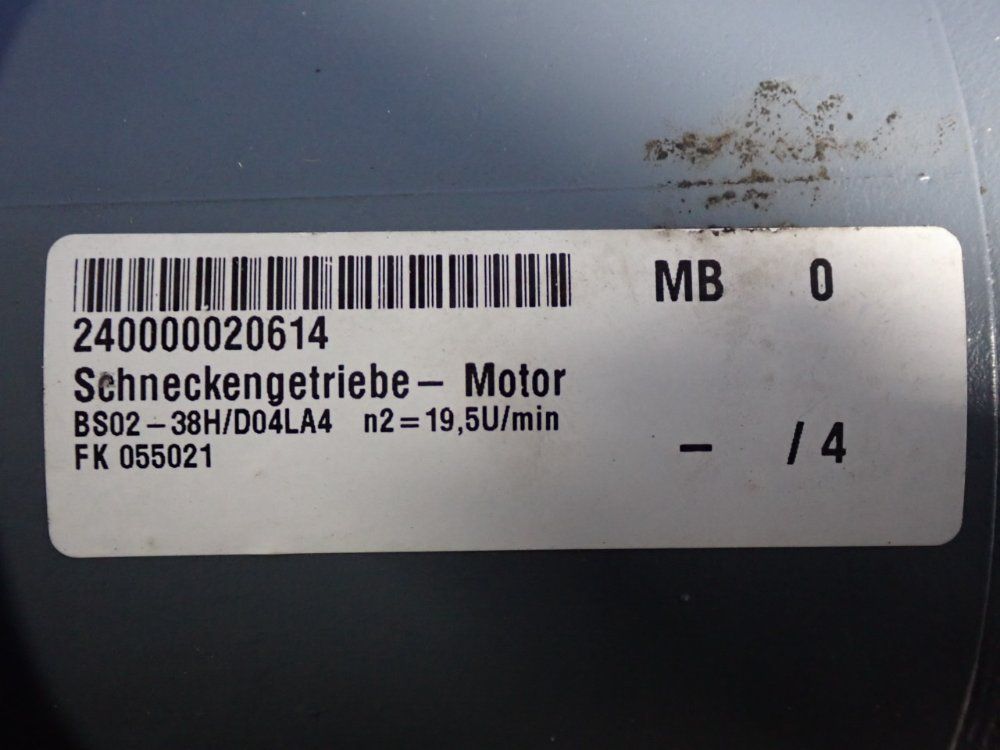 MB 0
240000020614
Schneckengetriebe – Motor
BS02 – 38H/D04LA4 n2 = 19,5U/min
FK 055021
– / 4